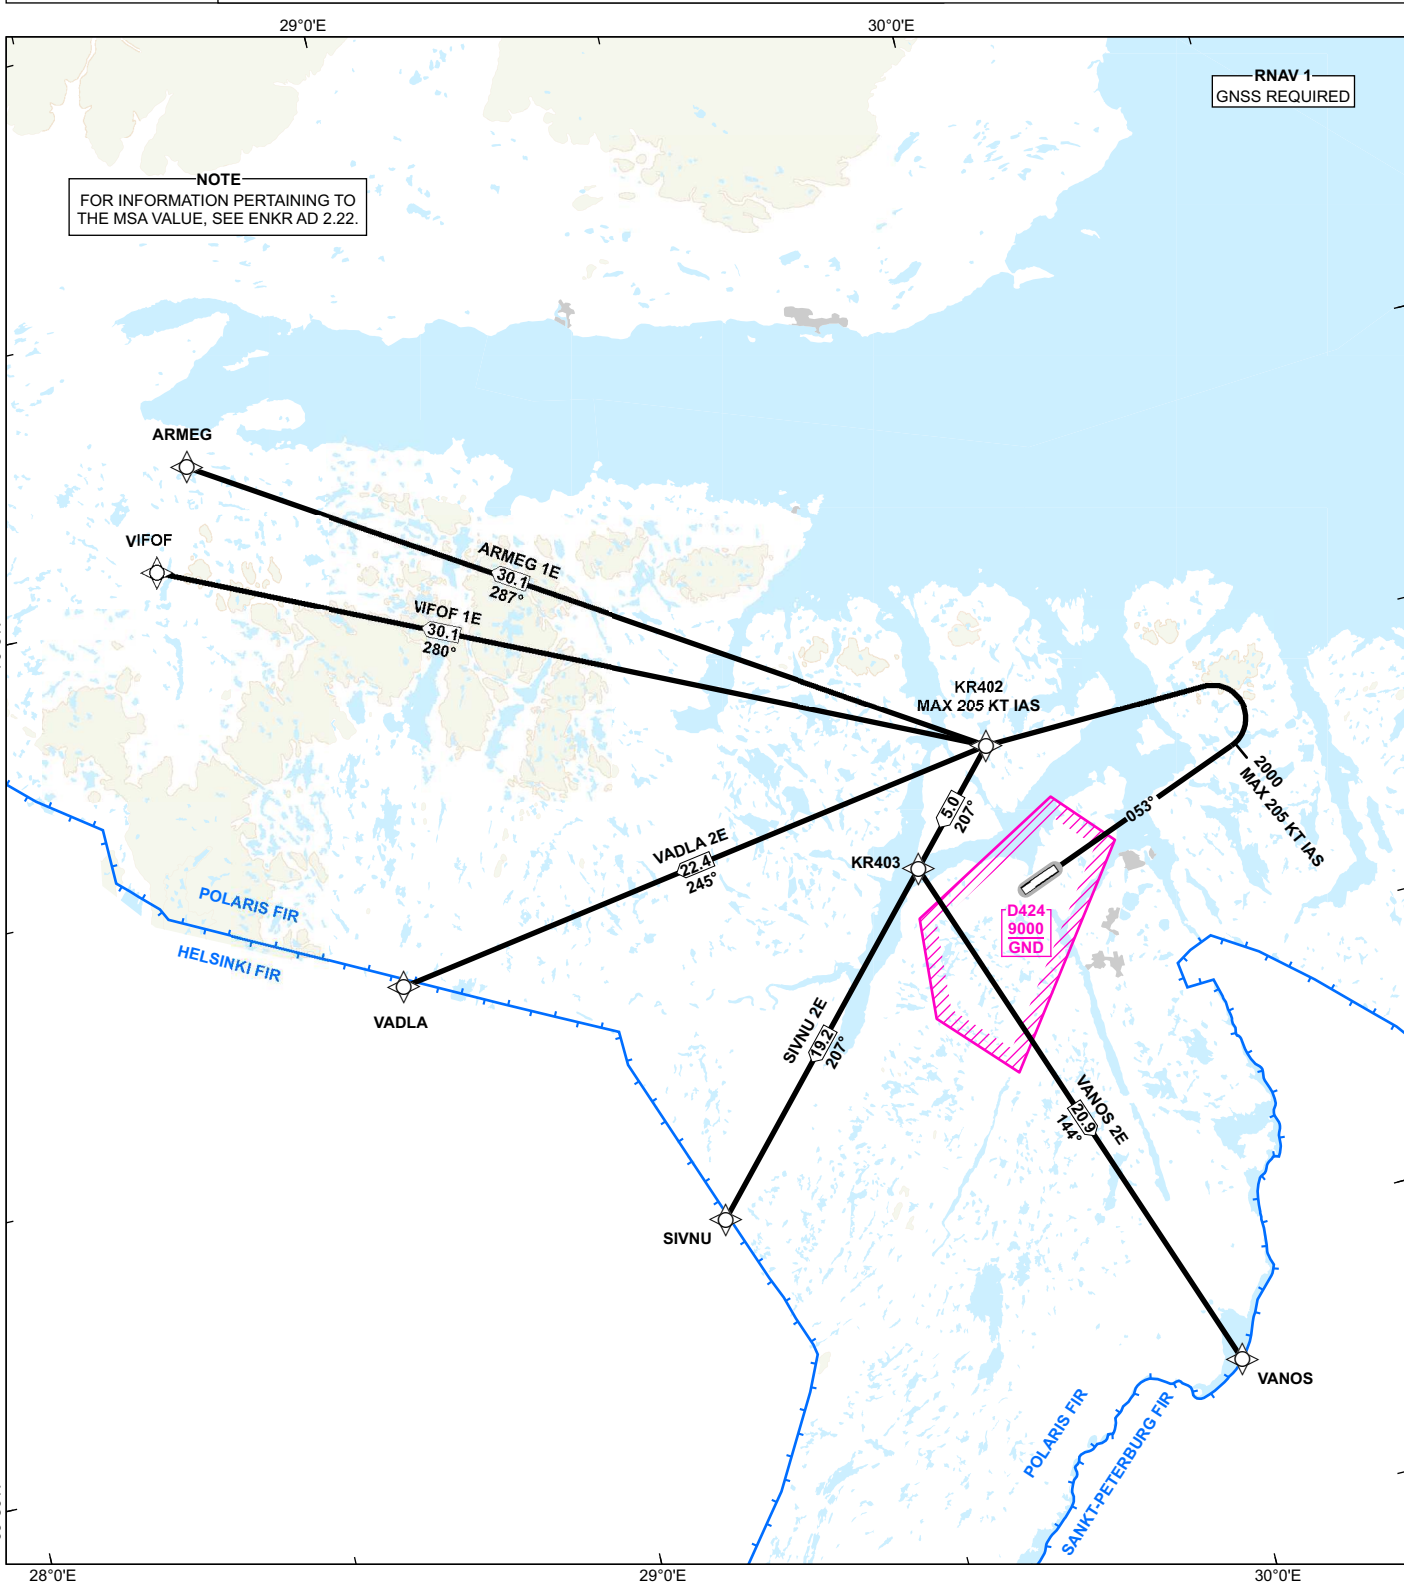 29°0'E
30°0'E
RNAV 1
GNSS REQUIRED
NOTE
FOR INFORMATION PERTAINING TO
THE MSA VALUE, SEE ENKR AD 2.22.
ARMEG
VIFOF
ARMEG 1E
30.1
287°
VIFOF 1E
30.1
280°
KR402
MAX 205 KT IAS
2000
MAX 205 KT IAS
053°
5.0
207°
VADLA 2E
22.4
245°
KR403
D424
9000
GND
POLARIS FIR
HELSINKI FIR
VADLA
SIVNU 2E
19.2
207°
VANOS 2E
20.9
144°
SIVNU
VANOS
POLARIS FIR
SANKT-PETERBURG FIR
28°0'E
29°0'E
30°0'E